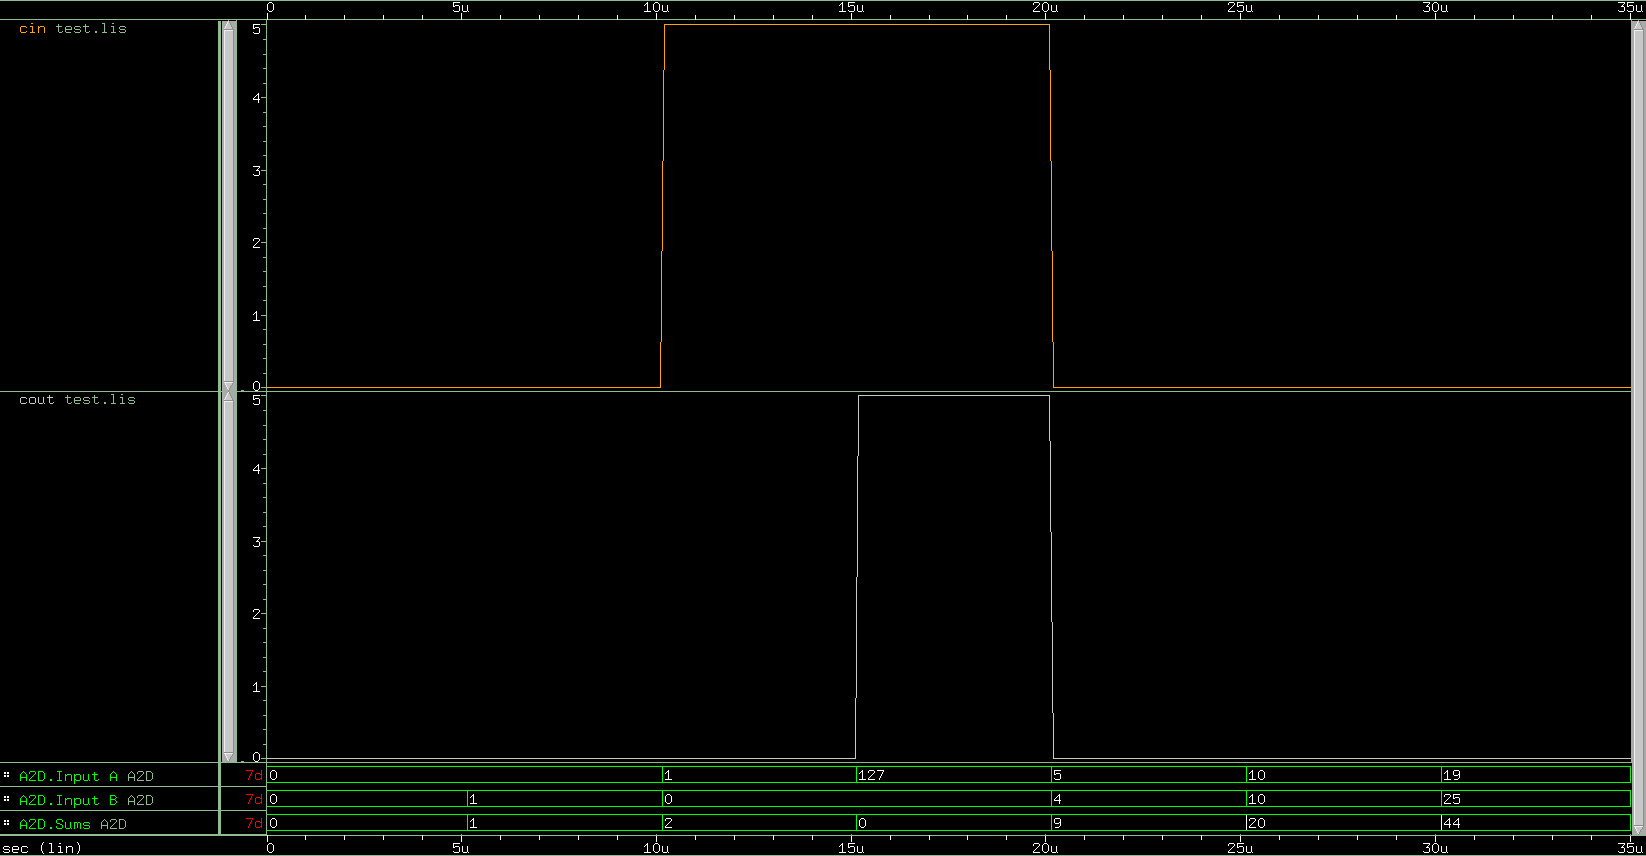 0 5u 10u 15u 20u 25u 30u 35u
cin test.lis
5
4
3
2
1
0
cout test.lis
5
4
3
2
1
0
A2D.Input A A2D 7d 0 1 127 5 10 19
A2D.Input B A2D 7d 0 1 0 4 10 25
A2D.Sums A2D 7d 0 1 2 0 9 20 44
sec (lin) 0 5u 10u 15u 20u 25u 30u 35u